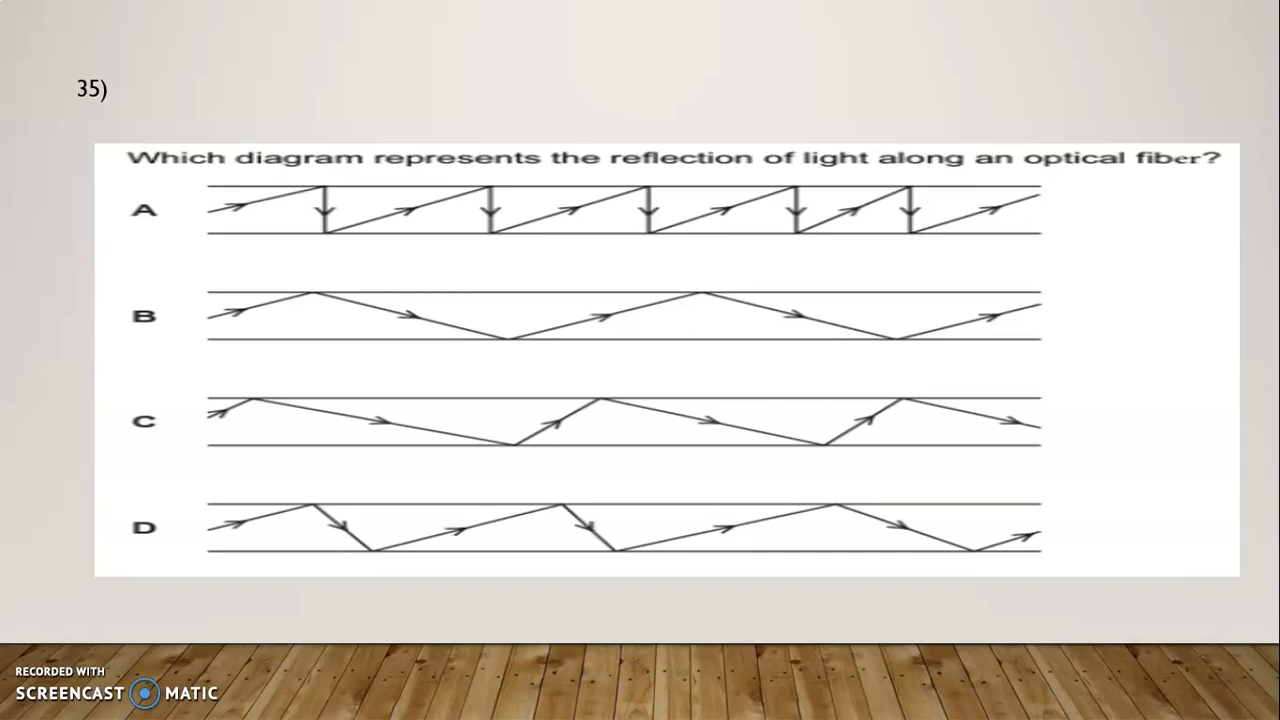 35)
Which diagram represents the reflection of light along an optical fiber?
A
B
C
D
RECORDED WITH
SCREENCAST MATIC